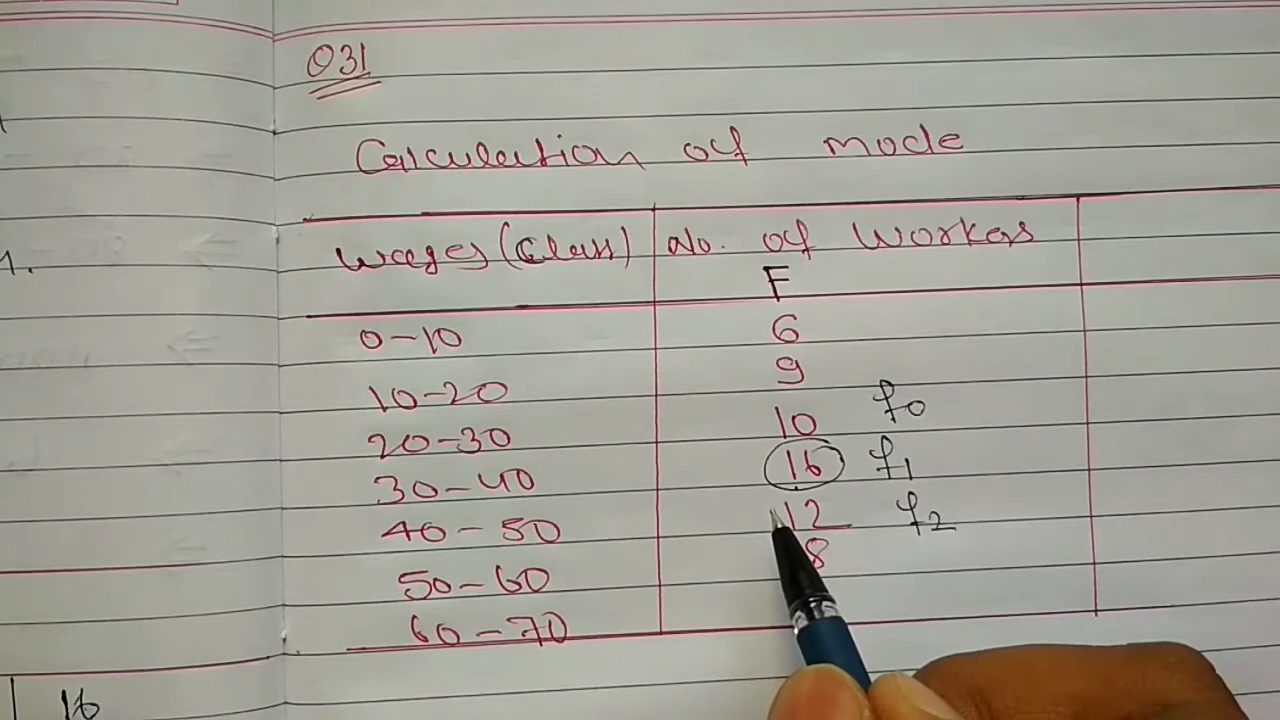 Q31
Calculation of mode
Wages (Class) No. of Workers
F
0-10 6
10-20 9
20-30 10 f0
30-40 16 f1
40-50 12 f2
50-60 8
60-70
16